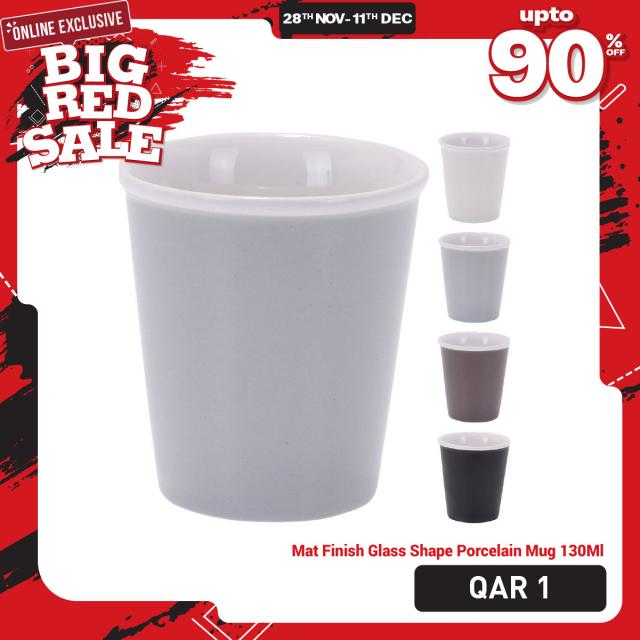 ONLINE EXCLUSIVE
BIG
RED
SALE
28TH NOV-11TH DEC
upto
90% OFF
Mat Finish Glass Shape Porcelain Mug 130Ml
QAR 1